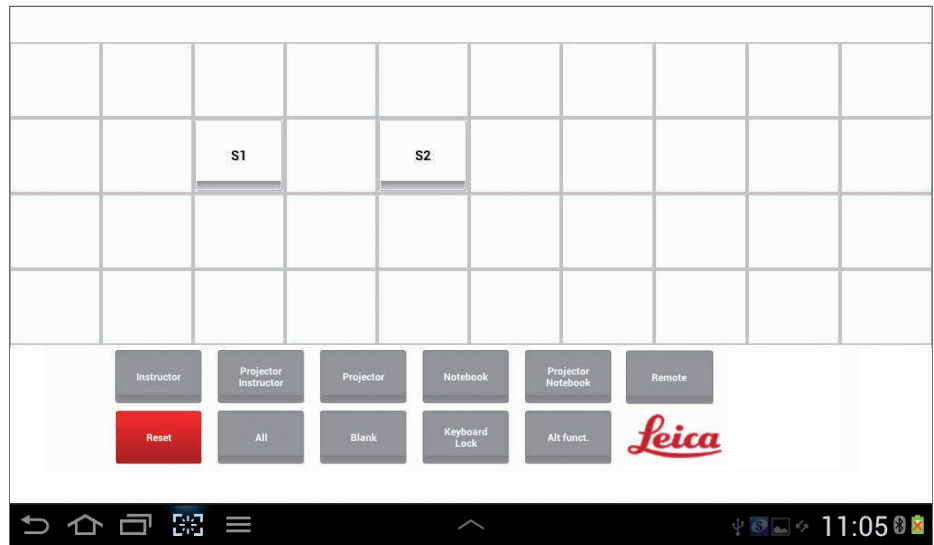 S1 S2
Instructor
Projector
Instructor
Projector
Notebook
Projector
Notebook
Remote
Reset
All
Blank
Keyboard
Lock
Alt funct.
Leica
11:05